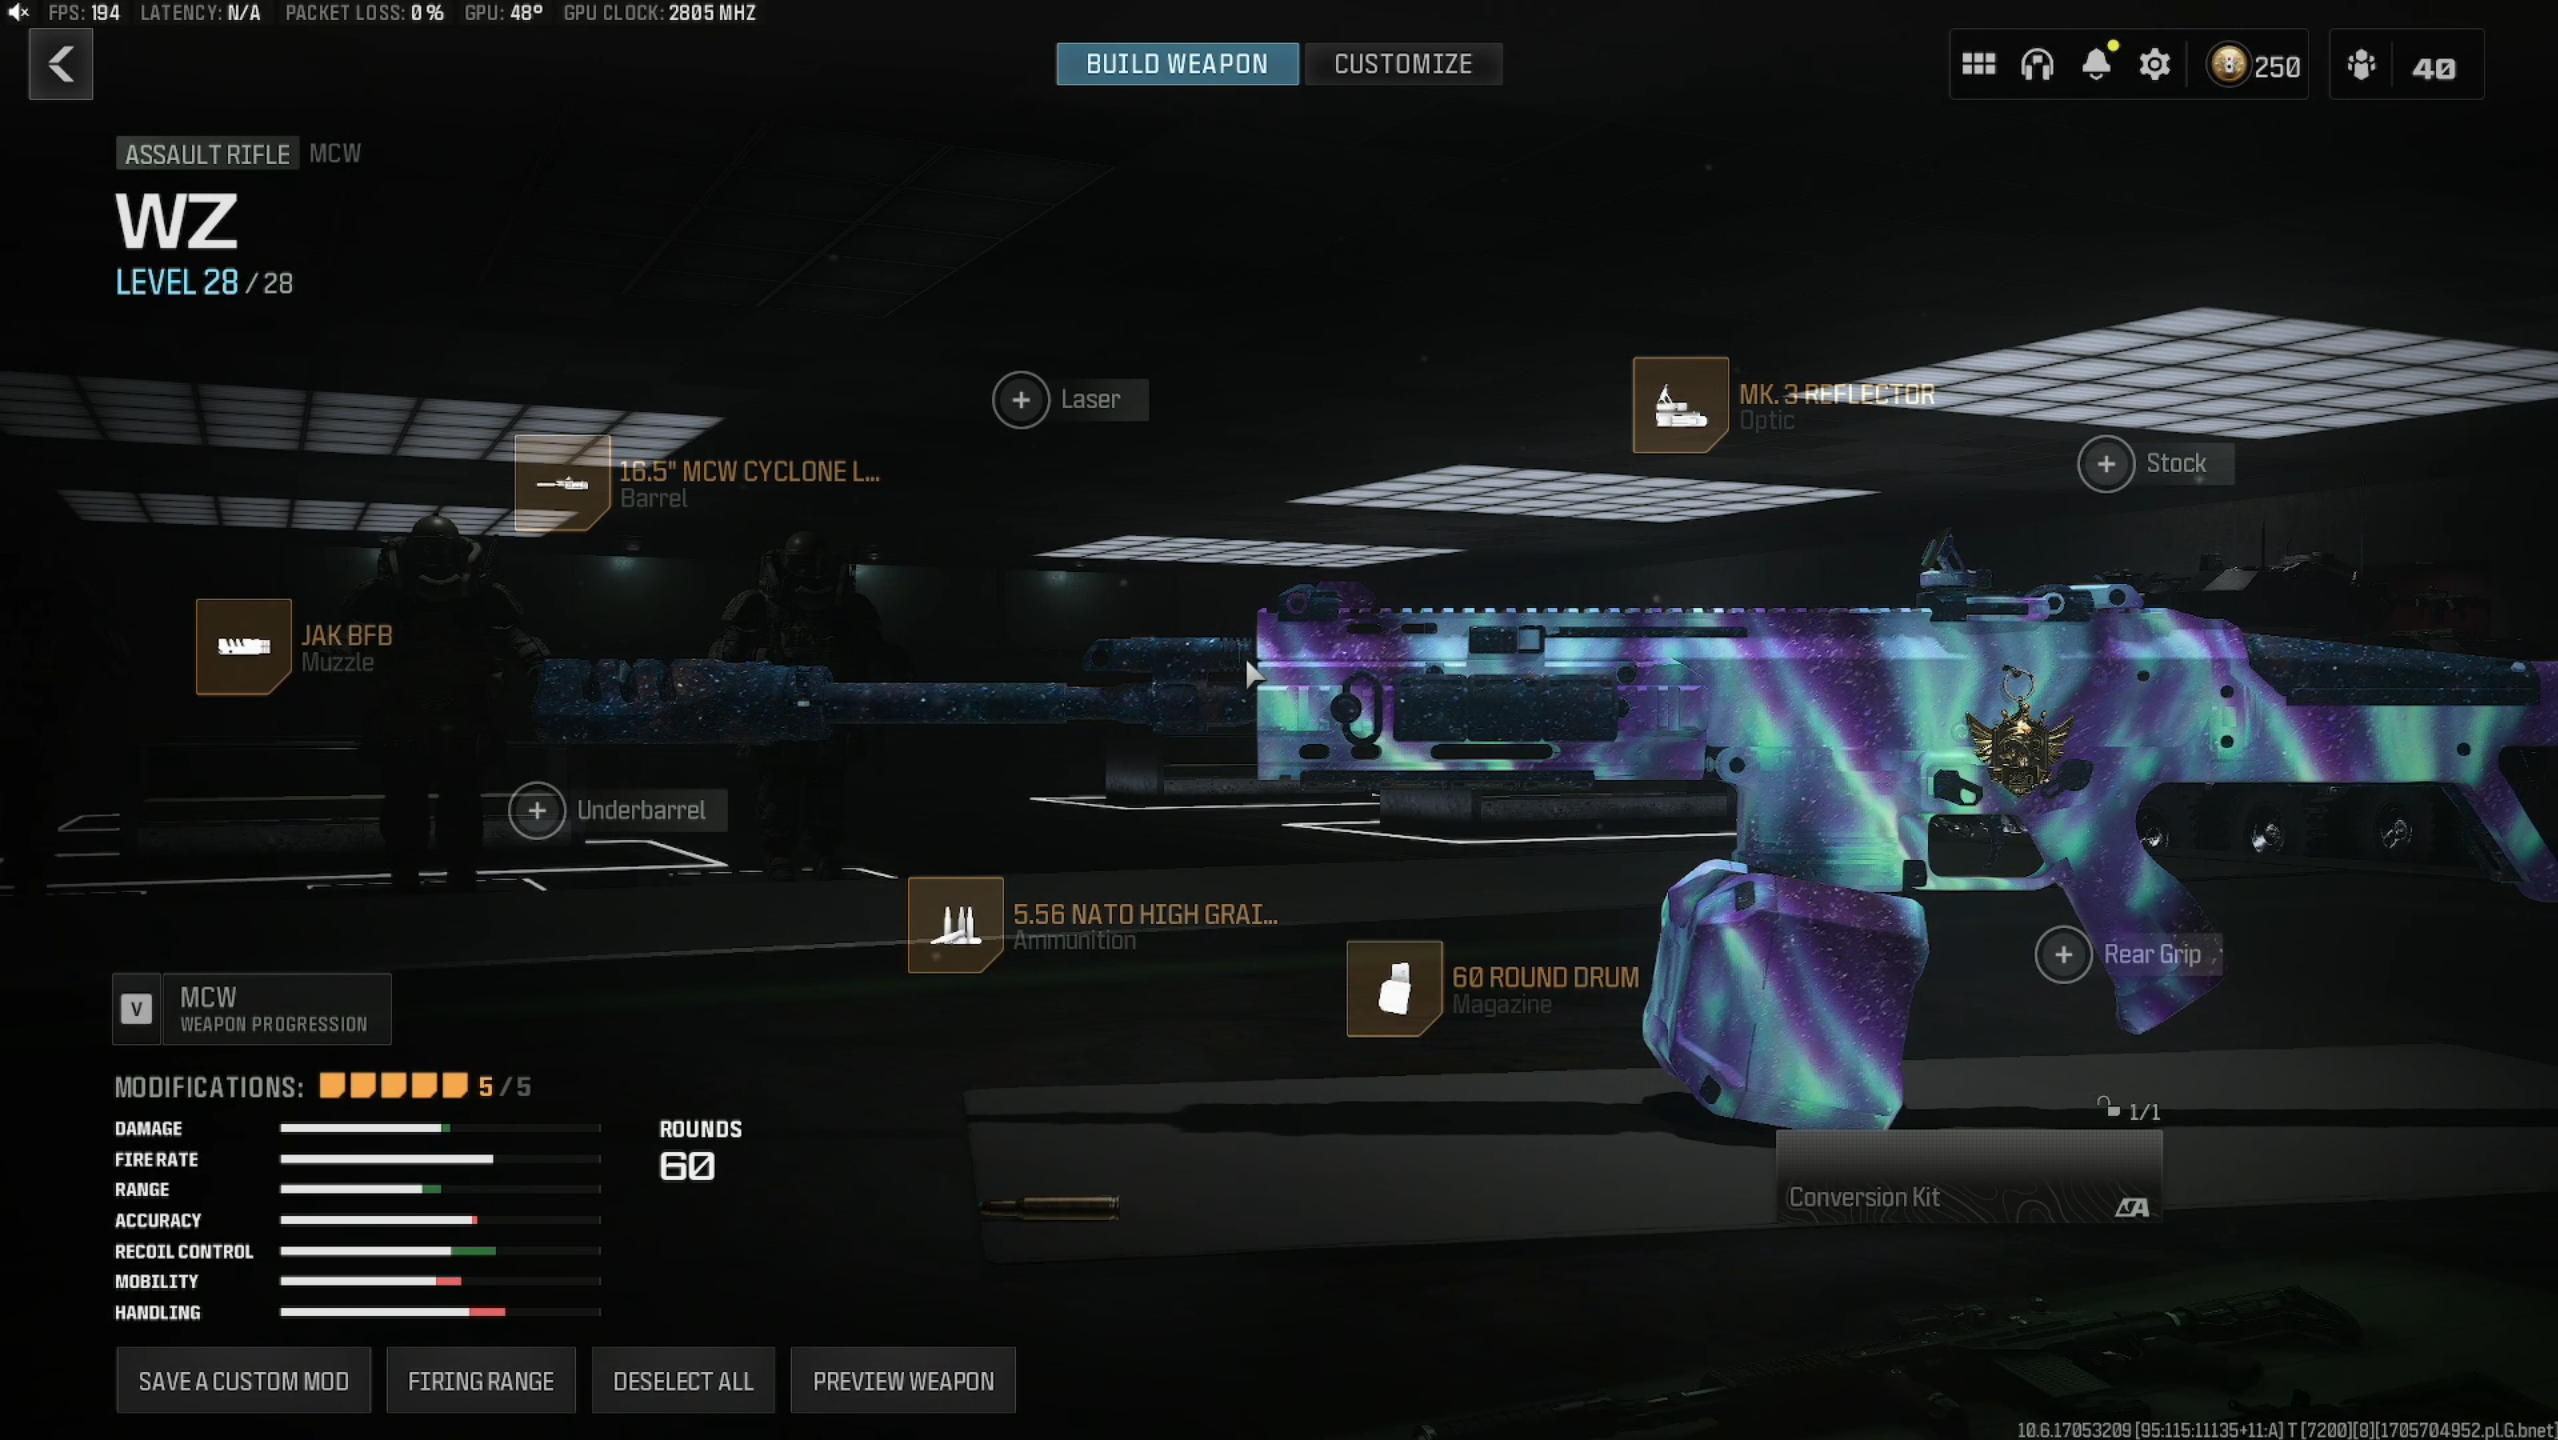 FPS: 194 LATENCY: N/A PACKET LOSS: 0 % GPU: 48° GPU CLOCK: 2805 MHZ
BUILD WEAPON CUSTOMIZE
250 40
ASSAULT RIFLE MCW
WZ
LEVEL 28 / 28
Laser
MK. 3 REFLECTOR
Optic
Stock
16.5" MCW CYCLONE L...
Barrel
JAK BFB
Muzzle
Underbarrel
5.56 NATO HIGH GRAI...
Ammunition
60 ROUND DRUM
Magazine
Rear Grip
V MCW
WEAPON PROGRESSION
MODIFICATIONS: 5 / 5
DAMAGE
FIRE RATE
RANGE
ACCURACY
RECOIL CONTROL
MOBILITY
HANDLING
ROUNDS
60
1/1
Conversion Kit
SAVE A CUSTOM MOD FIRING RANGE DESELECT ALL PREVIEW WEAPON
10.6.17053209 [95:115:11135+11:A] T [7200][8][1705704952.pl.G.bnet]